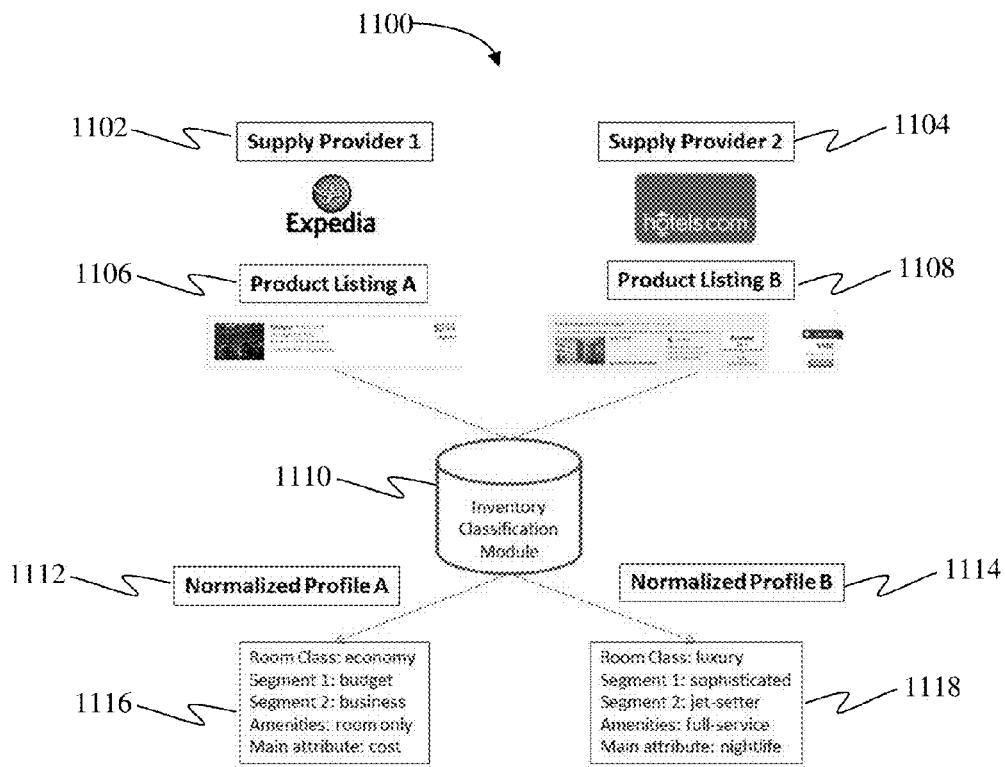 1100
1102
Supply Provider 1
Supply Provider 2
1104
Expedia
hotels.com
1106
Product Listing A
Product Listing B
1108
1110
Inventory
Classification
Module
1112
Normalized Profile A
Normalized Profile B
1114
Room Class: economy
Segment 1: budget
Segment 2: business
Amenities: room only
Main attribute: cost
1116
Room Class: luxury
Segment 1: sophisticated
Segment 2: jet-setter
Amenities: full-service
Main attribute: nightlife
1118